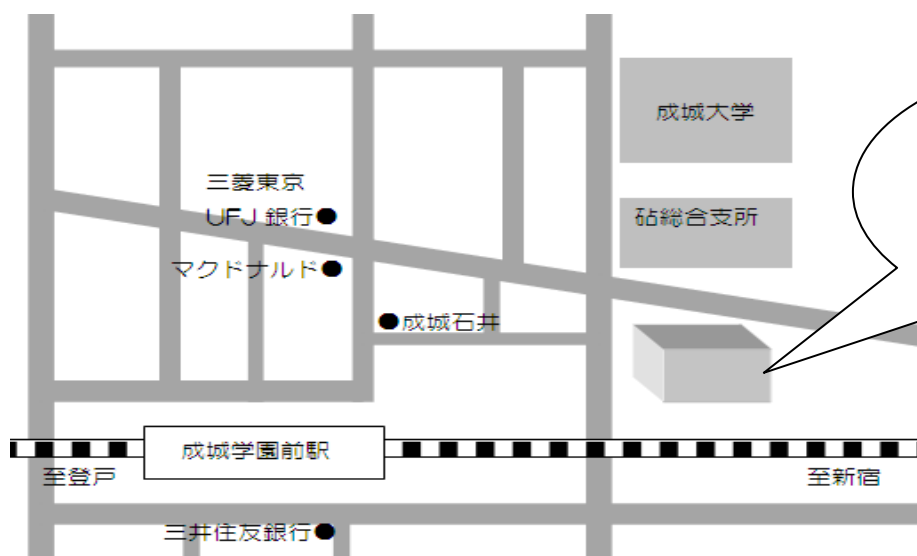 成城大学
三菱東京
UFJ 銀行●
砧総合支所
マクドナルド●
●成城石井
成城学園前駅
至登戸
至新宿
三井住友銀行●